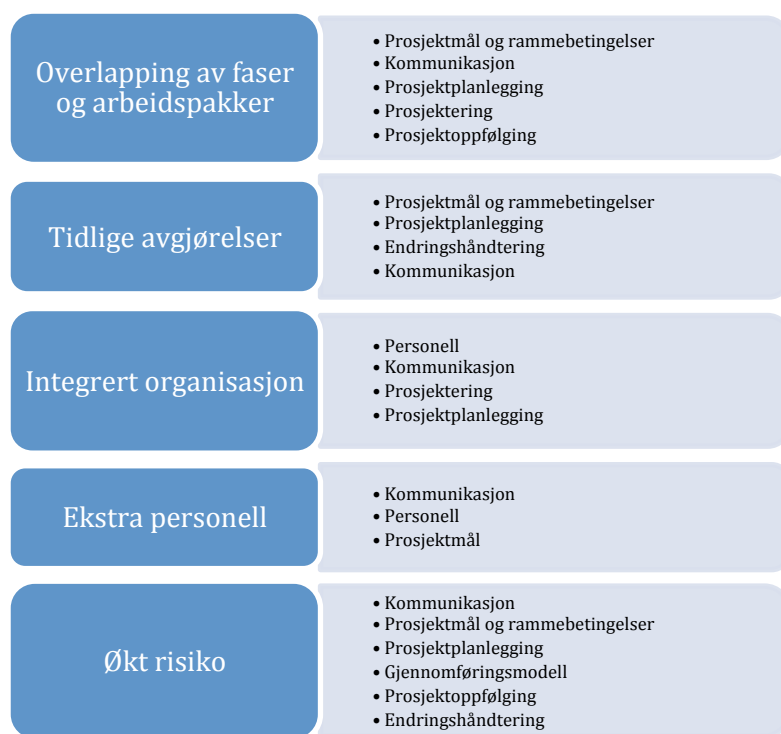 Overlapping av faser
og arbeidspakker
• Prosjektmål og rammebetingelser
• Kommunikasjon
• Prosjektplanlegging
• Prosjektering
• Prosjektoppfølging
Tidlige avgjørelser
• Prosjektmål og rammebetingelser
• Prosjektplanlegging
• Endringshåndtering
• Kommunikasjon
Integrert organisasjon
• Personell
• Kommunikasjon
• Prosjektering
• Prosjektplanlegging
Ekstra personell
• Kommunikasjon
• Personell
• Prosjektmål
Økt risiko
• Kommunikasjon
• Prosjektmål og rammebetingelser
• Prosjektplanlegging
• Gjennomføringsmodell
• Prosjektoppfølging
• Endringshåndtering